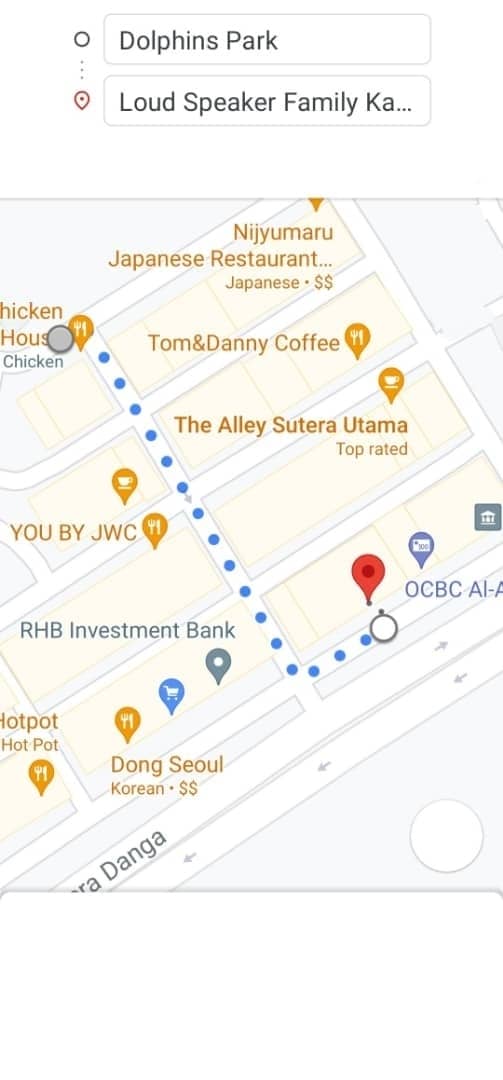 Dolphins Park
Loud Speaker Family Ka...
Nijyumaru
Japanese Restaurant...
Japanese • $$
hicken
Hous
Chicken
Tom&Danny Coffee
The Alley Sutera Utama
Top rated
YOU BY JWC
OCBC Al-A
RHB Investment Bank
Hotpot
Hot Pot
Dong Seoul
Korean • $$
ra Danga